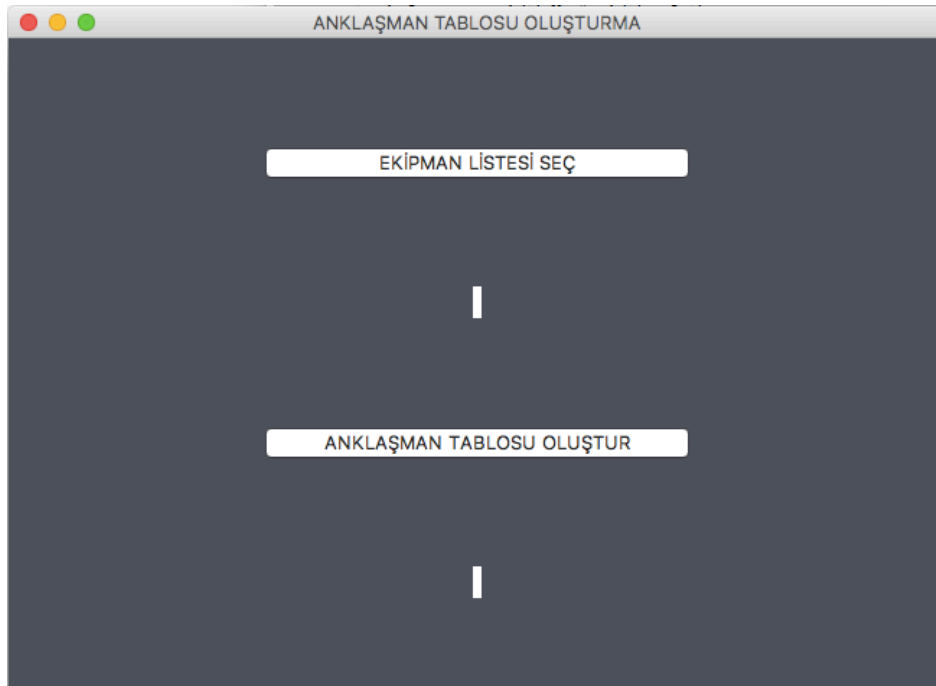 ANKLAŞMAN TABLOSU OLUŞTURMA
EKİPMAN LİSTESİ SEÇ
ANKLAŞMAN TABLOSU OLUŞTUR